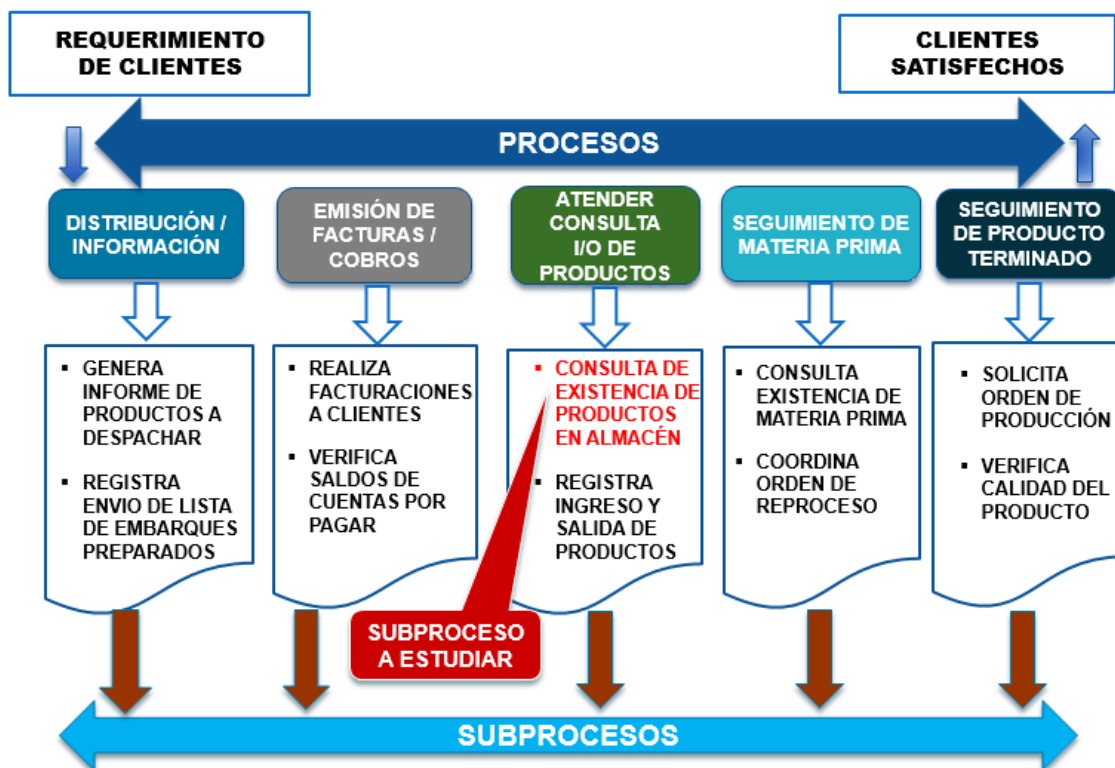 REQUERIMIENTO
DE CLIENTES
CLIENTES
SATISFECHOS
PROCESOS
DISTRIBUCIÓN /
INFORMACIÓN
EMISIÓN DE
FACTURAS /
COBROS
ATENDER
CONSULTA
I/O DE
PRODUCTOS
SEGUIMIENTO DE
MATERIA PRIMA
SEGUIMIENTO
DE PRODUCTO
TERMINADO
▪ GENERA
INFORME DE
PRODUCTOS A
DESPACHAR
▪ REGISTRA
ENVIO DE LISTA
DE EMBARQUES
PREPARADOS
▪ REALIZA
FACTURACIONES
A CLIENTES
▪ VERIFICA
SALDOS DE
CUENTAS POR
PAGAR
▪ CONSULTA DE
EXISTENCIA DE
PRODUCTOS
EN ALMACÉN
▪ REGISTRA
INGRESO Y
SALIDA DE
PRODUCTOS
▪ CONSULTA
EXISTENCIA DE
MATERIA PRIMA
▪ COORDINA
ORDEN DE
REPROCESO
▪ SOLICITA
ORDEN DE
PRODUCCIÓN
▪ VERIFICA
CALIDAD DEL
PRODUCTO
SUBPROCESO
A ESTUDIAR
SUBPROCESOS